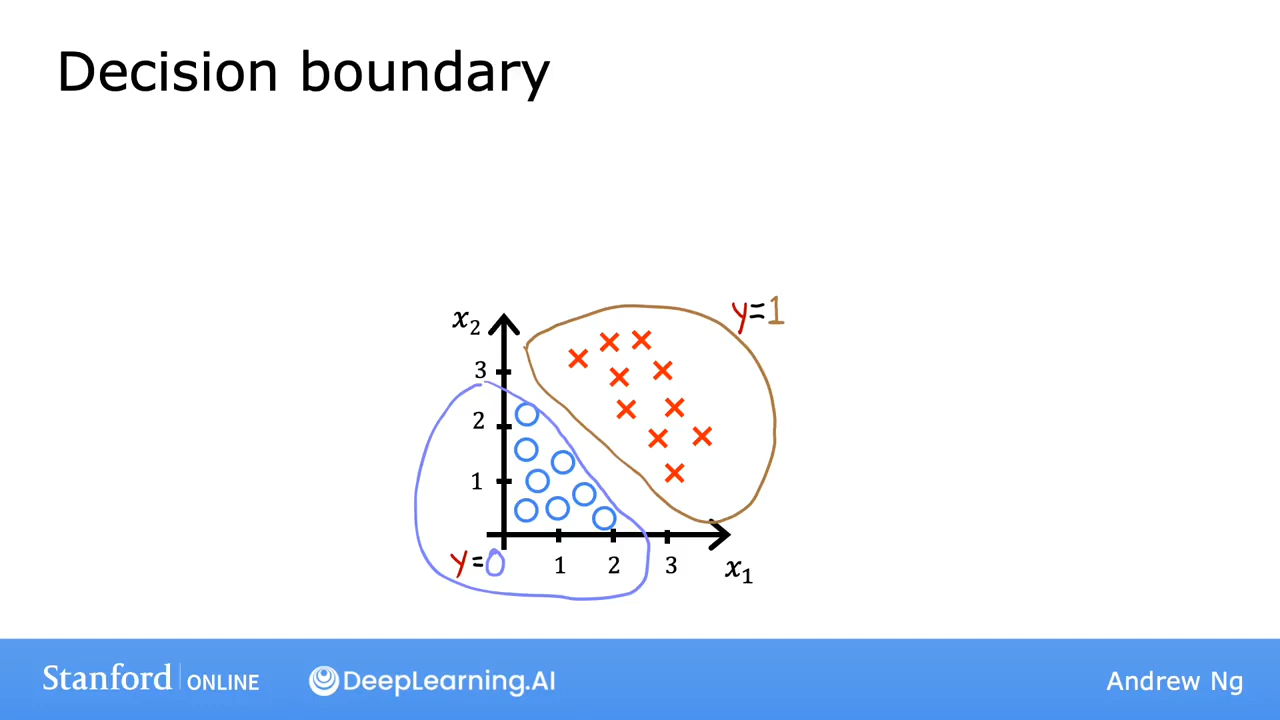 Decision boundary
y=1
x₂
3
2
1
y=0
1 2 3
x₁
Stanford ONLINE
DeepLearning.AI
Andrew Ng